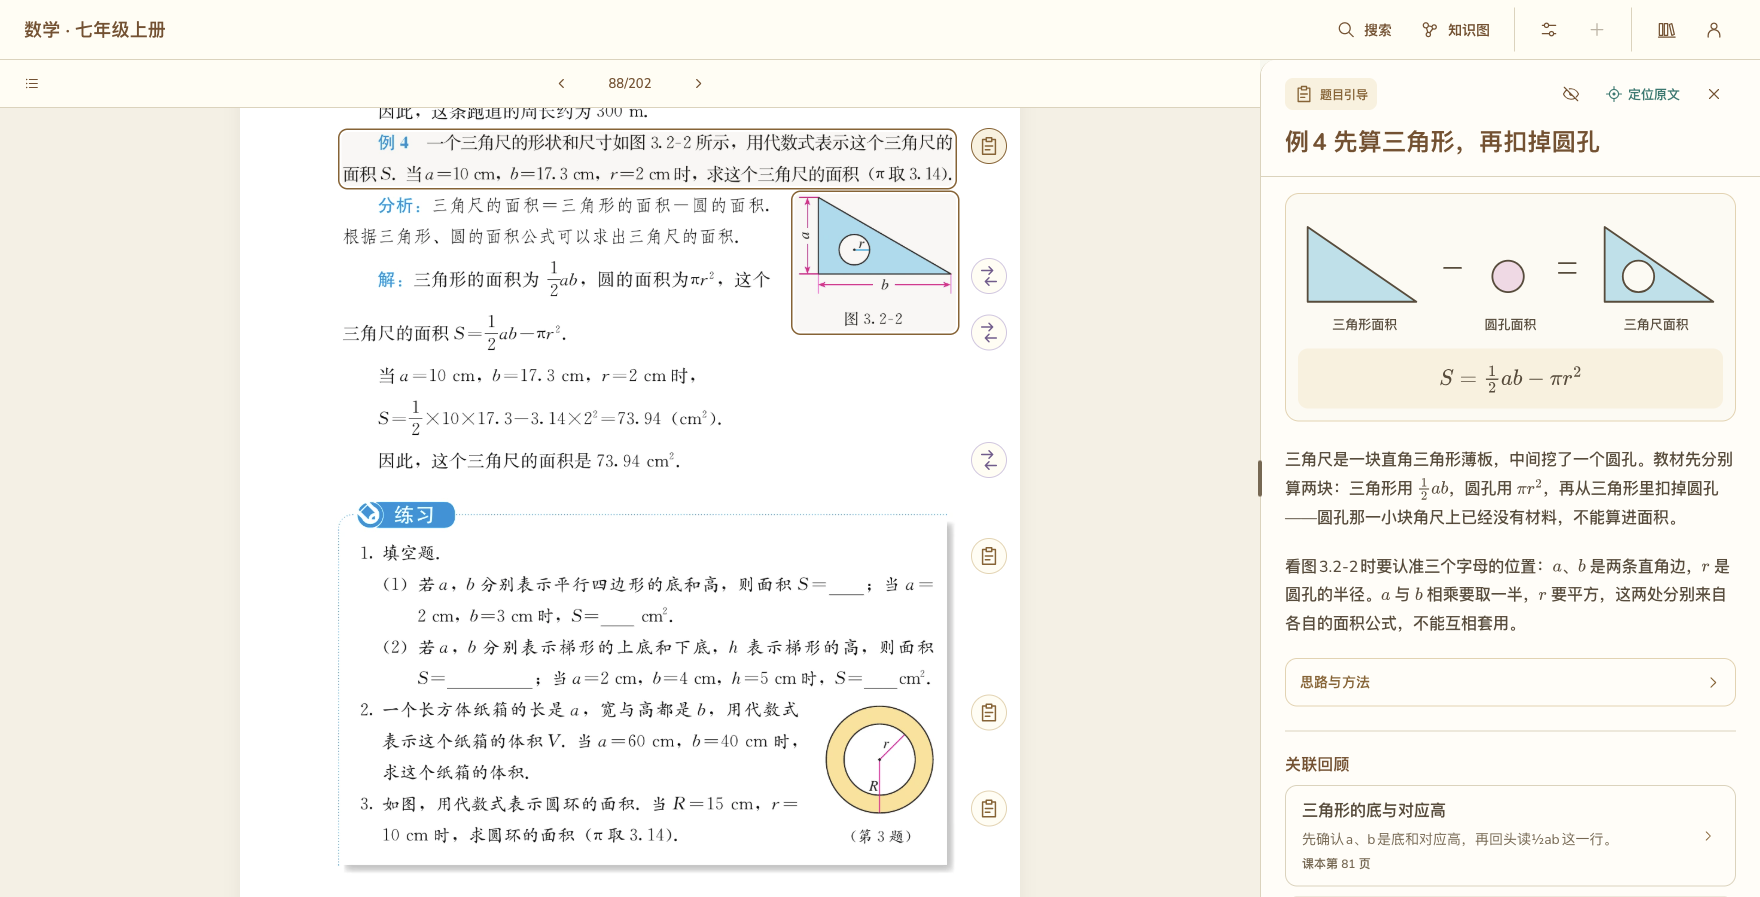 数学 · 七年级上册
搜索
知识图
88/202
因此，这条跑道的周长约为 300 m.
例 4 一个三角尺的形状和尺寸如图 3.2-2 所示，用代数式表示这个三角尺的
面积 S. 当 a=10 cm，b=17.3 cm，r=2 cm 时，求这个三角尺的面积（π 取 3.14).
分析：三角尺的面积＝三角形的面积－圆的面积.
根据三角形、圆的面积公式可以求出三角尺的面积.
a
r
b
图 3.2-2
解：三角形的面积为 1/2ab，圆的面积为πr²，这个
三角尺的面积 S=1/2ab−πr².
当 a=10 cm，b=17.3 cm，r=2 cm 时，
S=1/2×10×17.3−3.14×2²=73.94（cm²）.
因此，这个三角尺的面积是 73.94 cm².
练习
1. 填空题.
（1）若 a，b 分别表示平行四边形的底和高，则面积 S=____；当 a=
2 cm，b=3 cm 时，S=____ cm².
（2）若 a，b 分别表示梯形的上底和下底，h 表示梯形的高，则面积
S=__________；当 a=2 cm，b=4 cm，h=5 cm 时，S=____cm².
2. 一个长方体纸箱的长是 a，宽与高都是 b，用代数式
表示这个纸箱的体积 V. 当 a=60 cm，b=40 cm 时，
求这个纸箱的体积.
3. 如图，用代数式表示圆环的面积. 当 R=15 cm，r=
10 cm 时，求圆环的面积（π 取 3.14）.
r
R
（第 3 题）
题目引导
定位原文
例 4 先算三角形，再扣掉圆孔
− =
三角形面积 圆孔面积 三角尺面积
S = 1/2ab − πr²
三角尺是一块直角三角形薄板，中间挖了一个圆孔。教材先分别
算两块：三角形用 1/2ab，圆孔用 πr²，再从三角形里扣掉圆孔
——圆孔那一小块角尺上已经没有材料，不能算进面积。
看图 3.2-2 时要认准三个字母的位置：a、b 是两条直角边，r 是
圆孔的半径。a 与 b 相乘要取一半，r 要平方，这两处分别来自
各自的面积公式，不能互相套用。
思路与方法
关联回顾
三角形的底与对应高
先确认 a、b 是底和对应高，再回头读½ab 这一行。
课本第 81 页